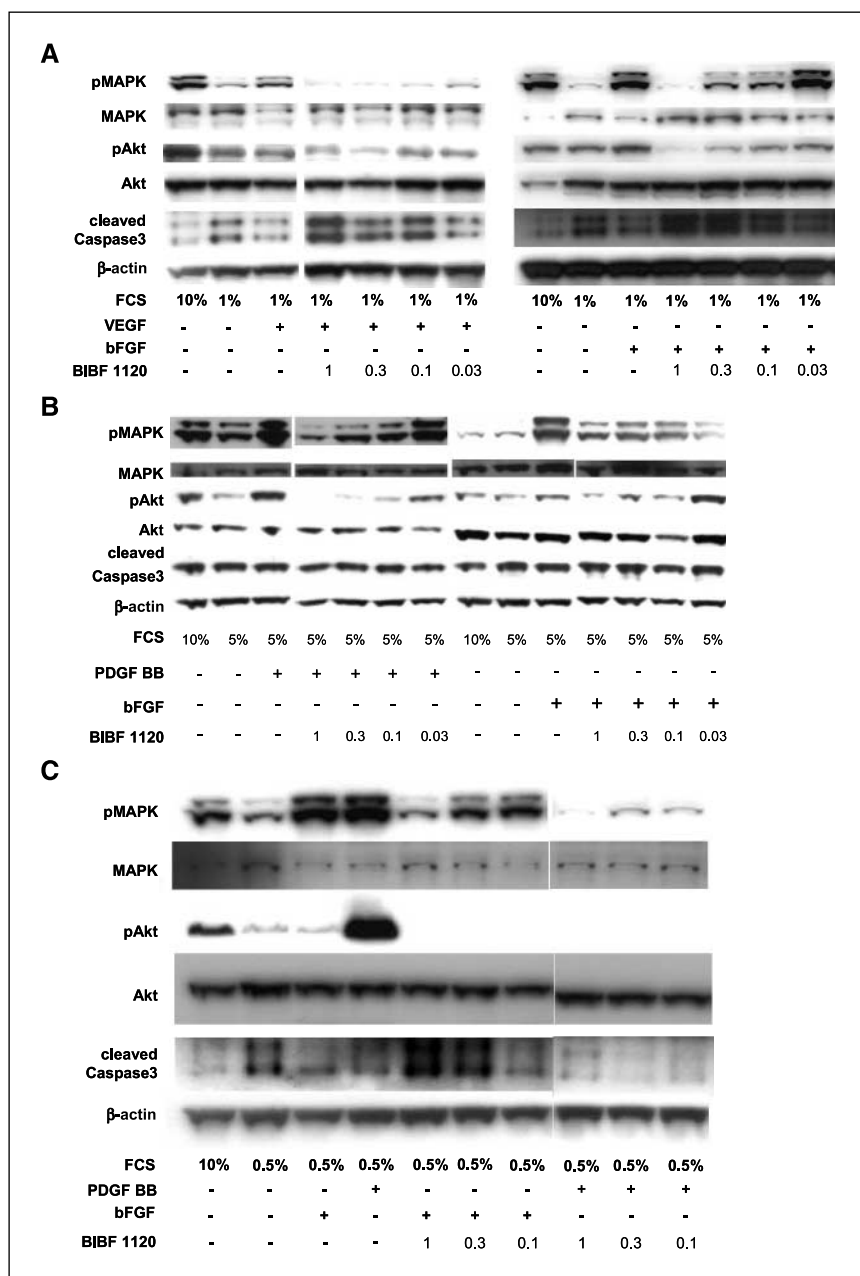 A
pMAPK
MAPK
pAkt
Akt
cleaved
Caspase3
β-actin
FCS 10% 1% 1% 1% 1% 1% 1% 10% 1% 1% 1% 1% 1% 1%
VEGF - - + + + + + - - - - - - -
bFGF - - - - - - - - - + + + + +
BIBF 1120 - - - 1 0.3 0.1 0.03 - - - 1 0.3 0.1 0.03
B
pMAPK
MAPK
pAkt
Akt
cleaved
Caspase3
β-actin
FCS 10% 5% 5% 5% 5% 5% 5% 10% 5% 5% 5% 5% 5% 5%
PDGF BB - - + + + + + - - - - - - -
bFGF - - - - - - - - - + + + + +
BIBF 1120 - - - 1 0.3 0.1 0.03 - - - 1 0.3 0.1 0.03
C
pMAPK
MAPK
pAkt
Akt
cleaved
Caspase3
β-actin
FCS 10% 0.5% 0.5% 0.5% 0.5% 0.5% 0.5% 0.5% 0.5% 0.5%
PDGF BB - - - + - - - + + +
bFGF - - + - + + + - - -
BIBF 1120 - - - - 1 0.3 0.1 1 0.3 0.1